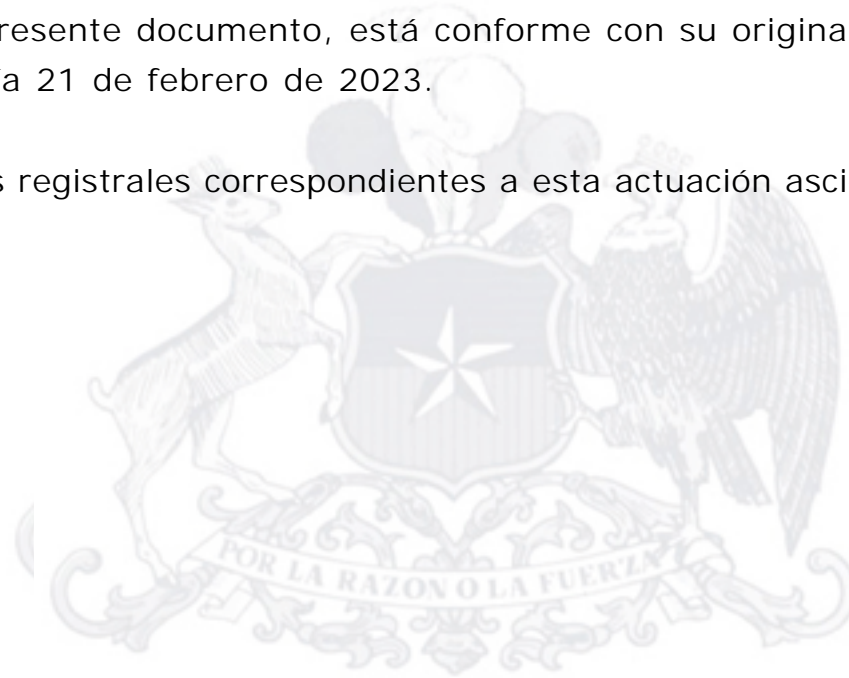 resente documento, está conforme con su origina
a 21 de febrero de 2023.
s registrales correspondientes a esta actuación asci
POR LA RAZON O LA FUERZA